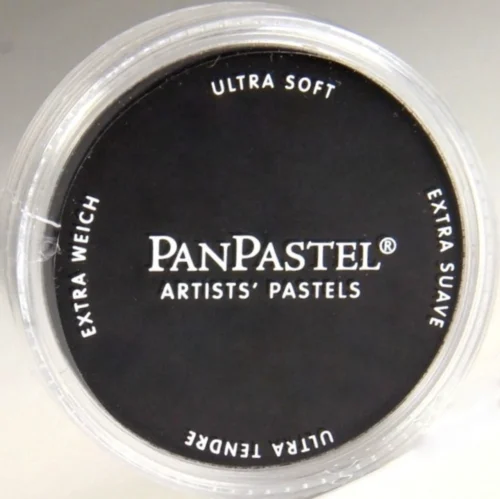 ULTRA SOFT
EXTRA WEICH
EXTRA SUAVE
PANPASTEL®
ARTISTS' PASTELS
ULTRA TENDRE